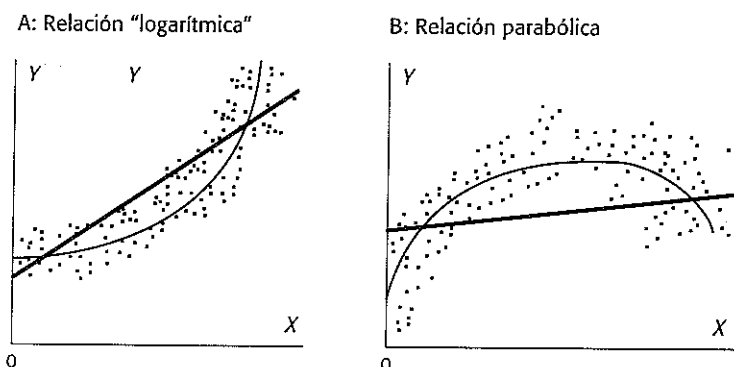 A: Relación "logarítmica"
Y Y
X
0
B: Relación parabólica
Y
X
0